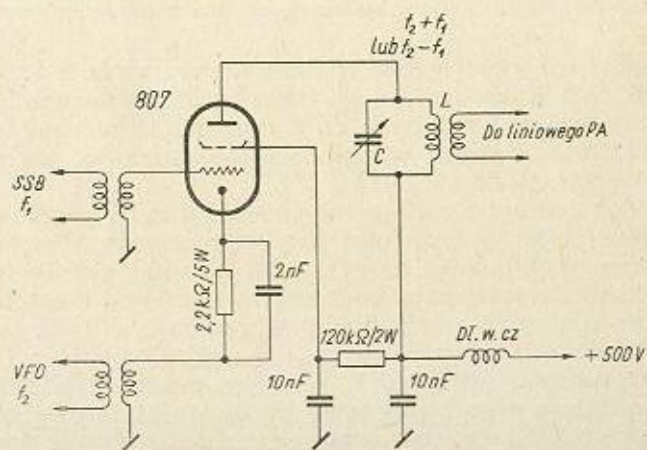 f₂+f₁
lub f₂-f₁
807
L
C
Do liniowego PA
SSB
f₁
2,2kΩ/5W
2nF
VFO
f₂
120kΩ/2W
Dł. w. cz
+500V
10nF
10nF